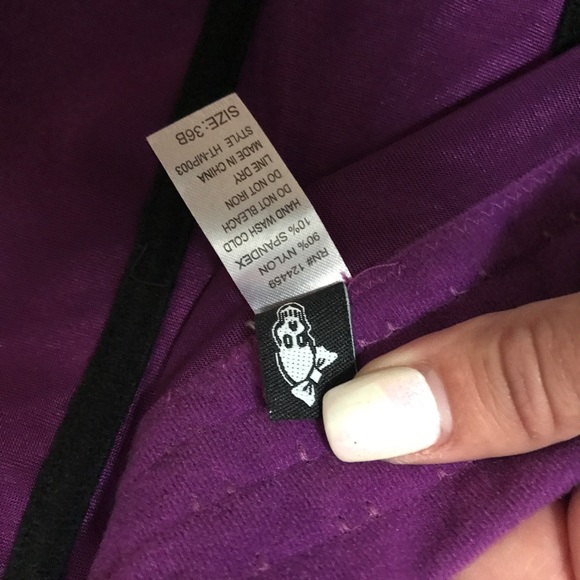 RN# 124459
90% NYLON
10% SPANDEX
HAND WASH COLD
DO NOT BLEACH
DO NOT IRON
LINE DRY
MADE IN CHINA
STYLE HT-MP003
SIZE:36B